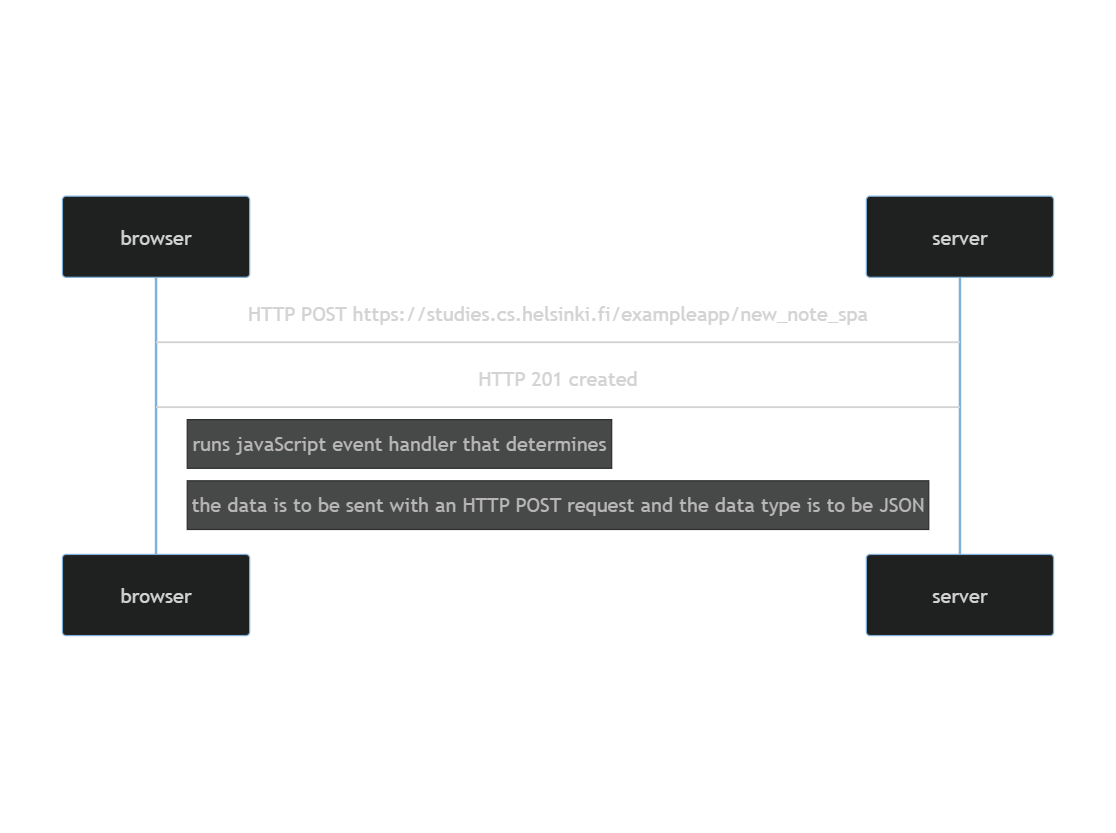 browser
server
HTTP POST https://studies.cs.helsinki.fi/exampleapp/new_note_spa
HTTP 201 created
runs javaScript event handler that determines
the data is to be sent with an HTTP POST request and the data type is to be JSON
browser
server